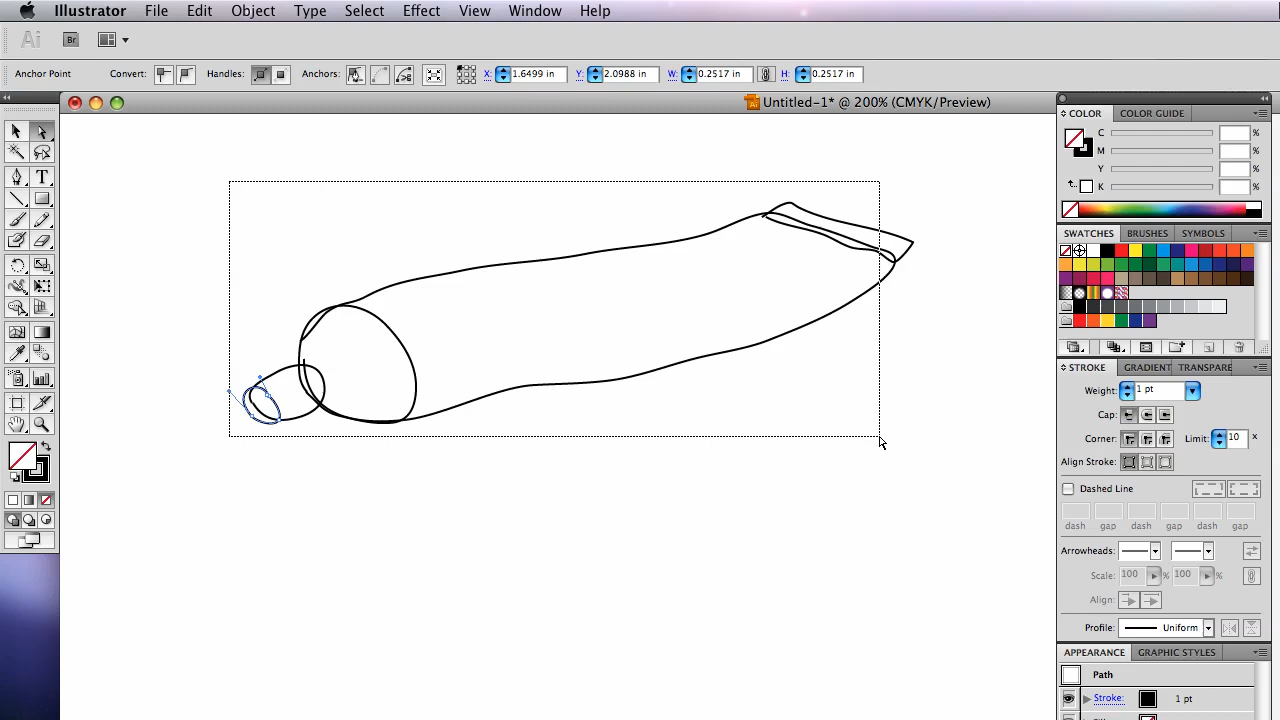 Illustrator File Edit Object Type Select Effect View Window Help
Ai Br
Anchor Point Convert: Handles: Anchors: X: 1.6499 in Y: 2.0988 in W: 0.2517 in H: 0.2517 in
Untitled-1* @ 200% (CMYK/Preview)
COLOR COLOR GUIDE
C %
M %
Y %
K %
SWATCHES BRUSHES SYMBOLS
STROKE GRADIENT TRANSPARE
Weight: 1 pt
Cap:
Corner: Limit: 10 x
Align Stroke:
Dashed Line
dash gap dash gap dash gap
Arrowheads:
Scale: 100 % 100 %
Align:
Profile: Uniform
APPEARANCE GRAPHIC STYLES
Path
Stroke: 1 pt